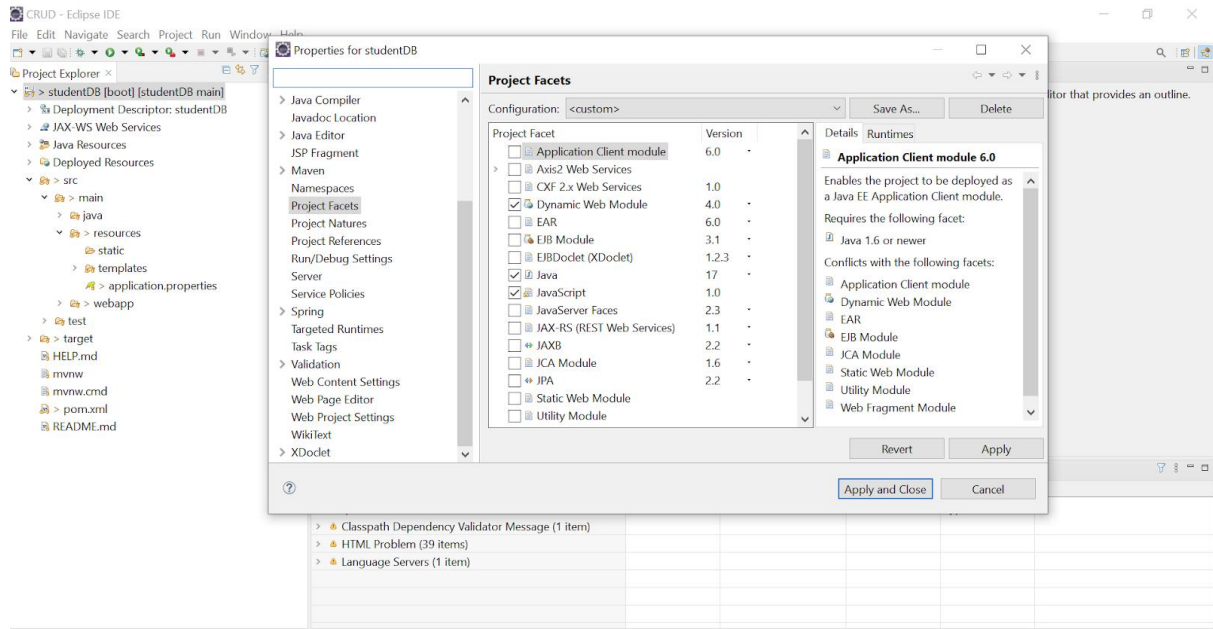 CRUD - Eclipse IDE
File Edit Navigate Search Project Run Window Help
Project Explorer
> studentDB [boot] [studentDB main]
Deployment Descriptor: studentDB
JAX-WS Web Services
Java Resources
Deployed Resources
> src
> main
java
> resources
static
> templates
> application.properties
> webapp
test
> target
HELP.md
mvnw
mvnw.cmd
> pom.xml
README.md
Properties for studentDB
Java Compiler
Javadoc Location
Java Editor
JSP Fragment
Maven
Namespaces
Project Facets
Project Natures
Project References
Run/Debug Settings
Server
Service Policies
Spring
Targeted Runtimes
Task Tags
Validation
Web Content Settings
Web Page Editor
Web Project Settings
WikiText
XDoclet
Project Facets
Configuration: <custom> Save As... Delete
Project Facet Version
Application Client module 6.0
Axis2 Web Services
CXF 2.x Web Services 1.0
Dynamic Web Module 4.0
EAR 6.0
EJB Module 3.1
EJBDoclet (XDoclet) 1.2.3
Java 17
JavaScript 1.0
JavaServer Faces 2.3
JAX-RS (REST Web Services) 1.1
JAXB 2.2
JCA Module 1.6
JPA 2.2
Static Web Module
Utility Module
Details Runtimes
Application Client module 6.0
Enables the project to be deployed as
a Java EE Application Client module.
Requires the following facet:
Java 1.6 or newer
Conflicts with the following facets:
Application Client module
Dynamic Web Module
EAR
EJB Module
JCA Module
Static Web Module
Utility Module
Web Fragment Module
Revert Apply
Apply and Close Cancel
that provides an outline.
Classpath Dependency Validator Message (1 item)
HTML Problem (39 items)
Language Servers (1 item)